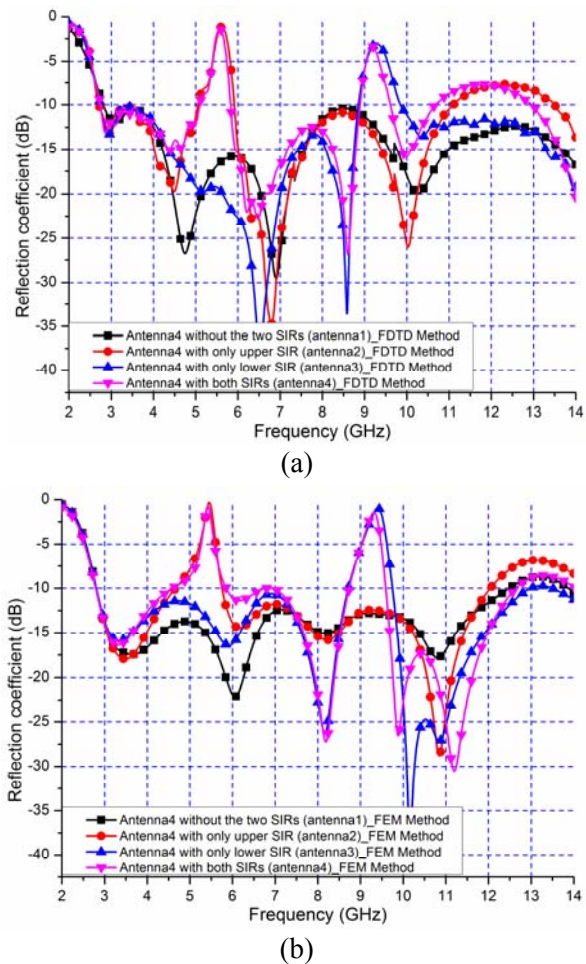 0
-5
-10
-15
-20
-25
-30
-35
-40
Reflection coefficient (dB)
Antenna4 without the two SIRs (antenna1)_FDTD Method
Antenna4 with only upper SIR (antenna2)_FDTD Method
Antenna4 with only lower SIR (antenna3)_FDTD Method
Antenna4 with both SIRs (antenna4)_FDTD Method
2 3 4 5 6 7 8 9 10 11 12 13 14
Frequency (GHz)
(a)
0
-5
-10
-15
-20
-25
-30
-35
-40
Reflection coefficient (dB)
Antenna4 without the two SIRs (antenna1)_FEM Method
Antenna4 with only upper SIR (antenna2)_FEM Method
Antenna4 with only lower SIR (antenna3)_FEM Method
Antenna4 with both SIRs (antenna4)_FEM Method
2 3 4 5 6 7 8 9 10 11 12 13 14
Frequency (GHz)
(b)